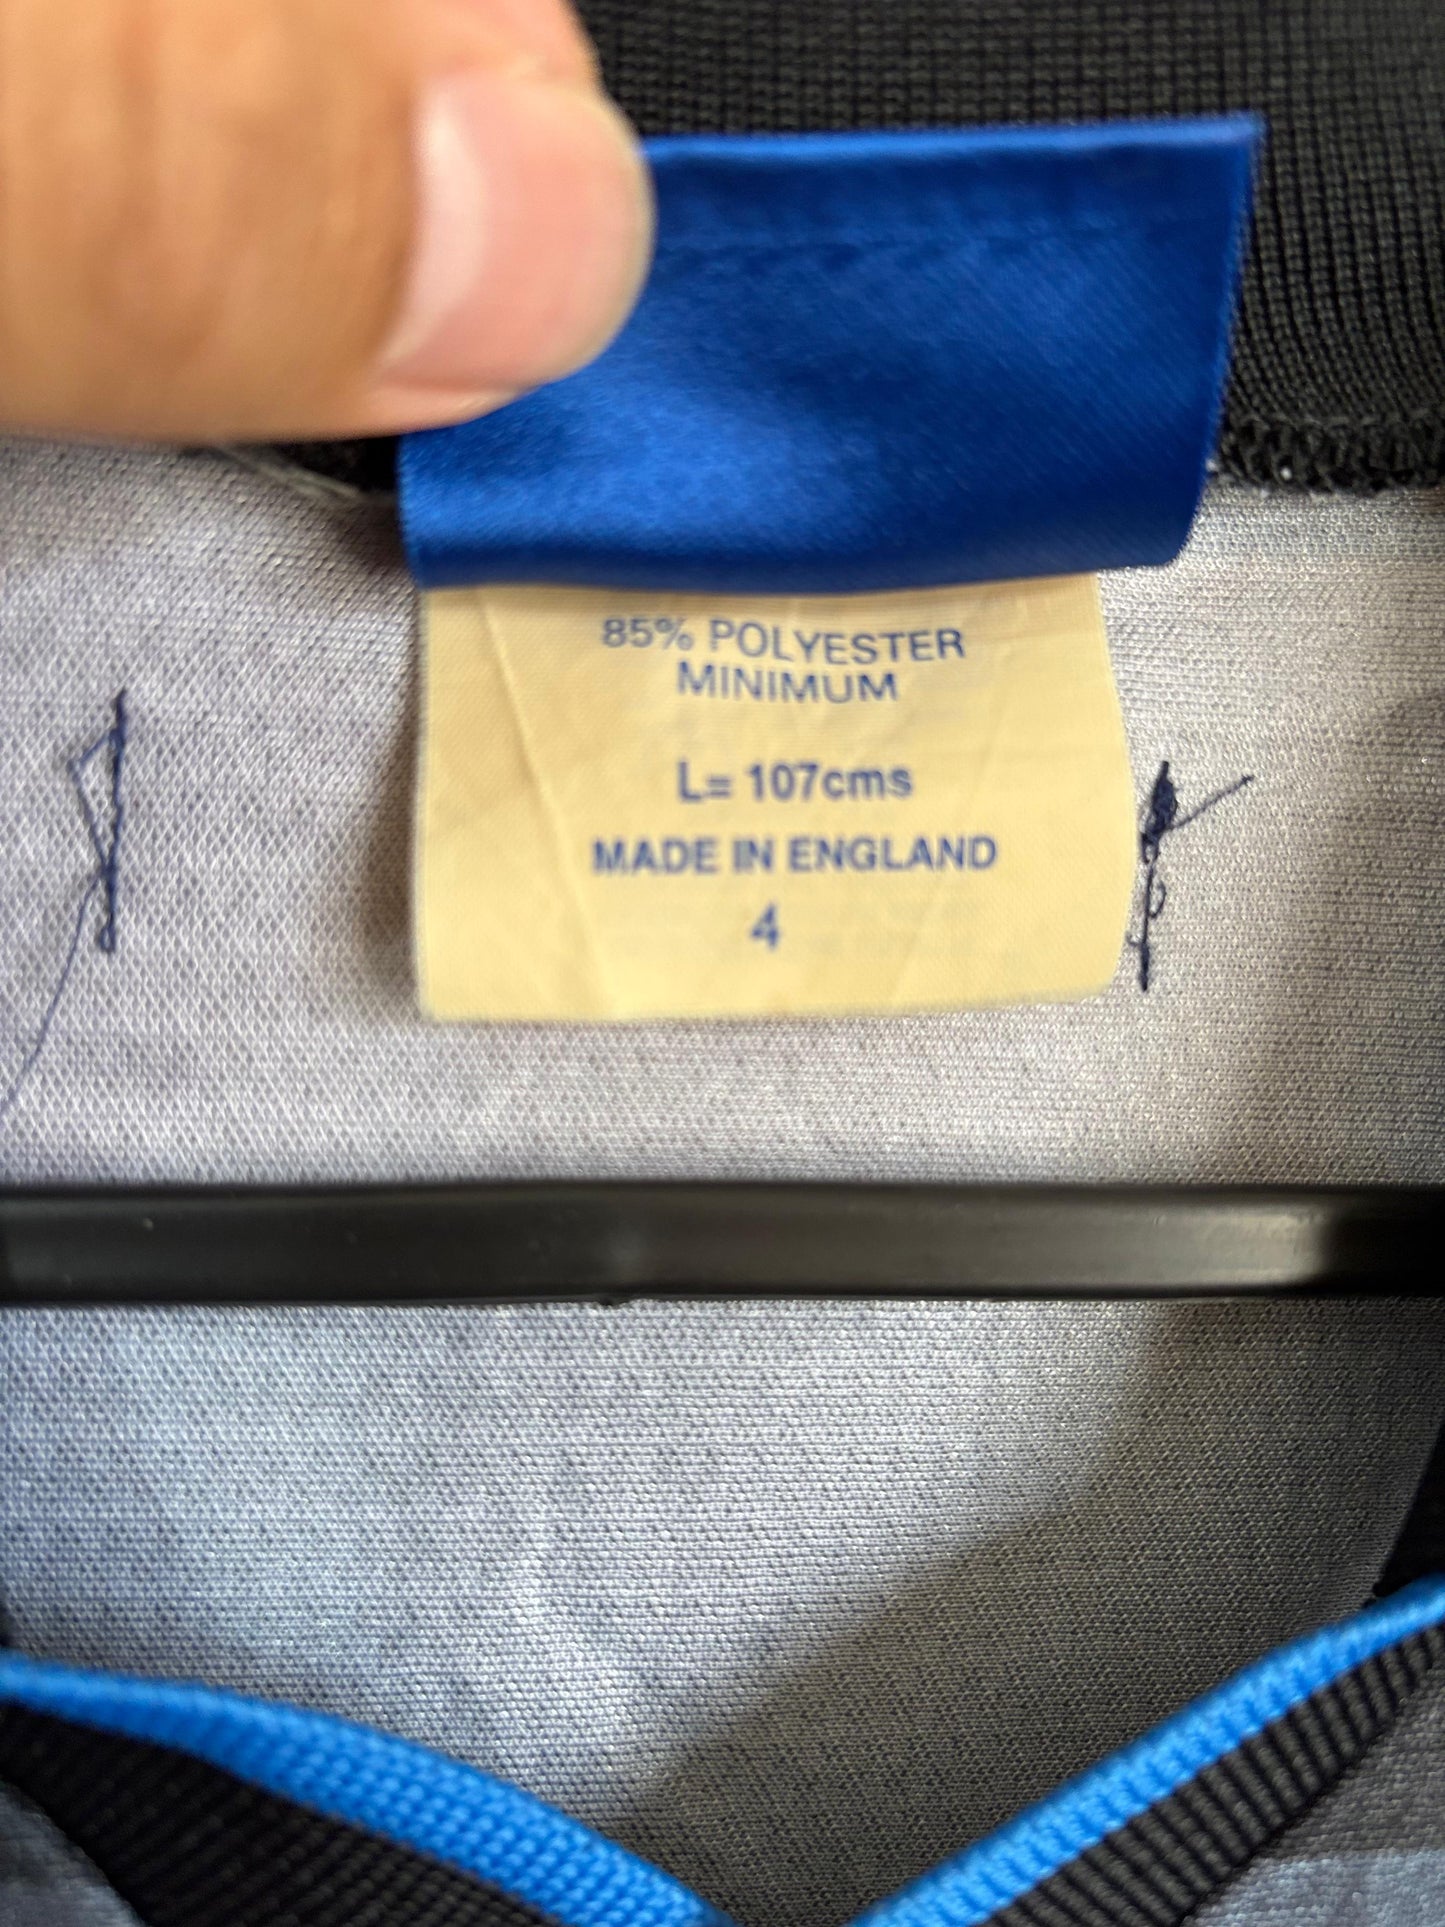 85% POLYESTER
MINIMUM
L= 107cms
MADE IN ENGLAND
4